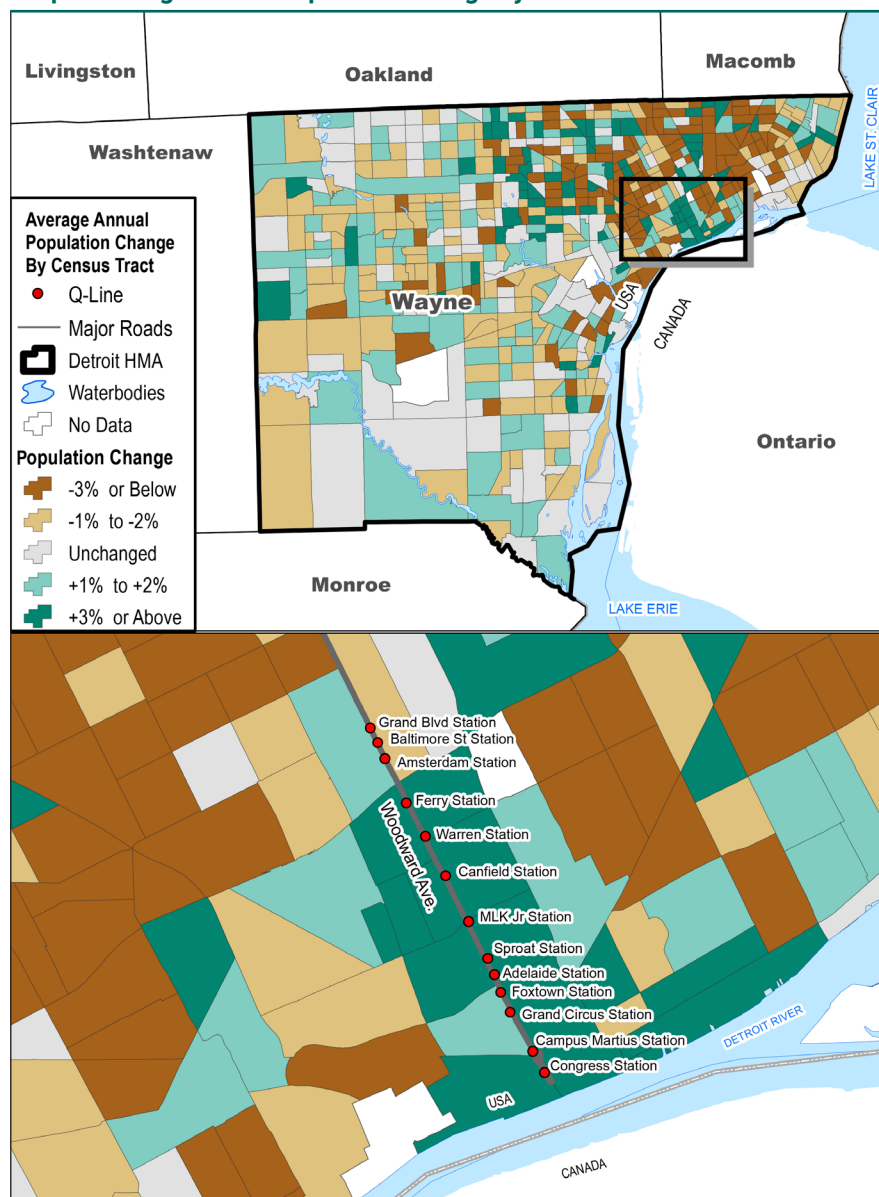 Livingston
Oakland
Macomb
Washtenaw
LAKE ST. CLAIR
Average Annual
Population Change
By Census Tract
Q-Line
Major Roads
Detroit HMA
Waterbodies
No Data
Population Change
-3% or Below
-1% to -2%
Unchanged
+1% to +2%
+3% or Above
Wayne
USA
CANADA
Ontario
Monroe
LAKE ERIE
Grand Blvd Station
Baltimore St Station
Amsterdam Station
Ferry Station
Woodward Ave.
Warren Station
Canfield Station
MLK Jr Station
Sproat Station
Adelaide Station
Foxtown Station
Grand Circus Station
Campus Martius Station
Congress Station
DETROIT RIVER
USA
CANADA